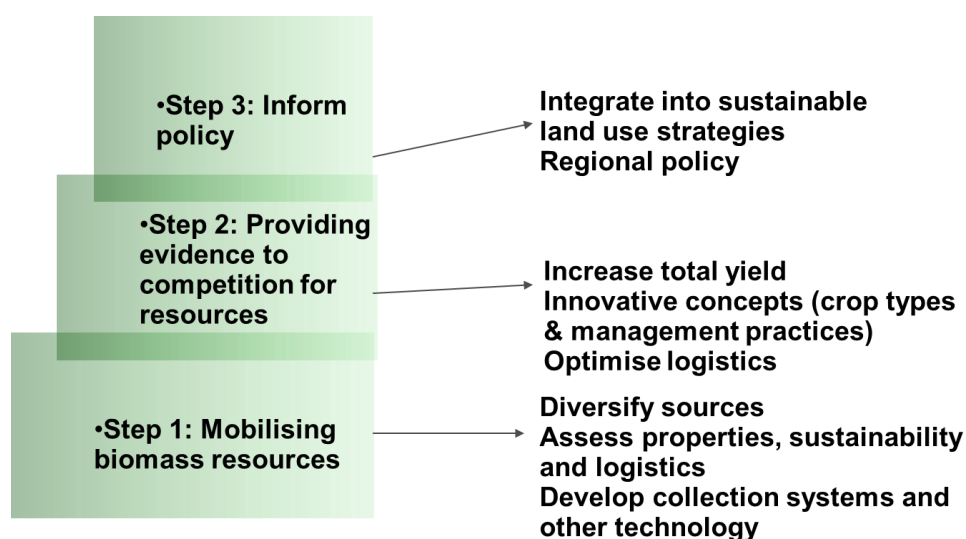 •Step 3: Inform
policy
Integrate into sustainable
land use strategies
Regional policy
•Step 2: Providing
evidence to
competition for
resources
Increase total yield
Innovative concepts (crop types
& management practices)
Optimise logistics
•Step 1: Mobilising
biomass resources
Diversify sources
Assess properties, sustainability
and logistics
Develop collection systems and
other technology